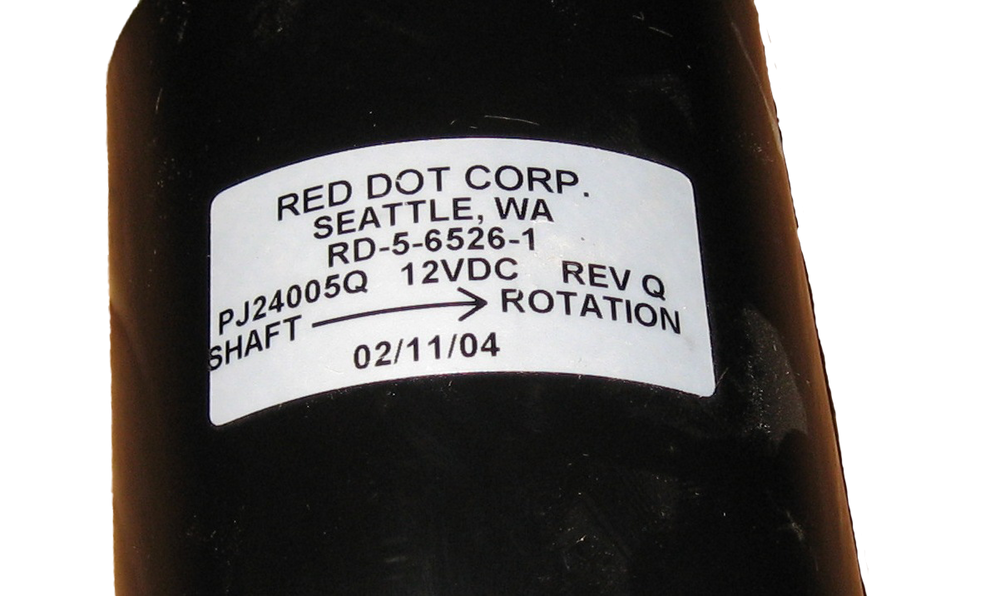 RED DOT CORP.
SEATTLE, WA
RD-5-6526-1
PJ24005Q 12VDC REV Q
SHAFT ROTATION
02/11/04